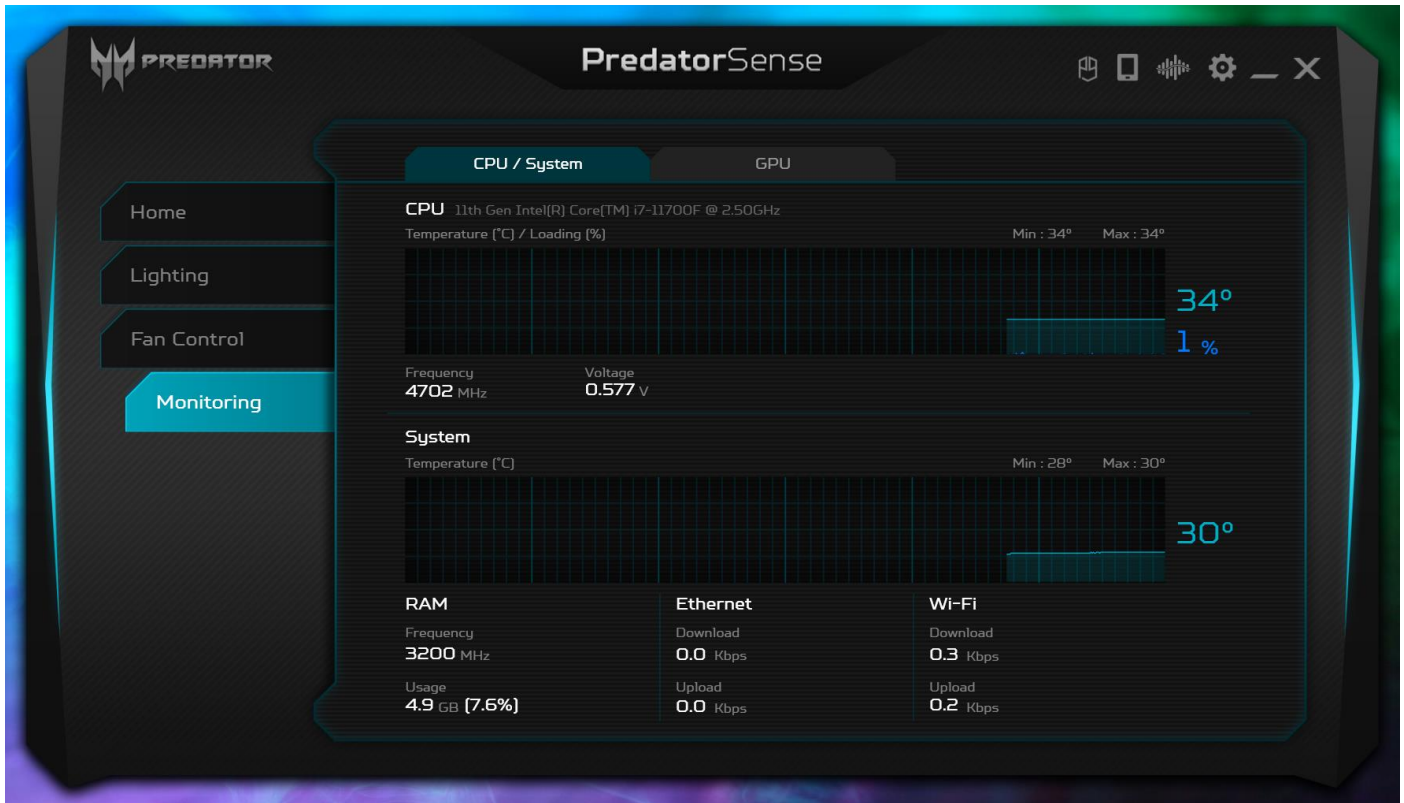 PREDATOR
PredatorSense
CPU / System
GPU
Home
Lighting
Fan Control
Monitoring
CPU 11th Gen Intel(R) Core(TM) i7-11700F @ 2.50GHz
Temperature (°C) / Loading (%) Min : 34° Max : 34°
34°
1 %
Frequency Voltage
4702 MHz 0.577 V
System
Temperature (°C) Min : 28° Max : 30°
30°
RAM Ethernet Wi-Fi
Frequency Download Download
3200 MHz 0.0 Kbps 0.3 Kbps
Usage Upload Upload
4.9 GB (7.6%) 0.0 Kbps 0.2 Kbps